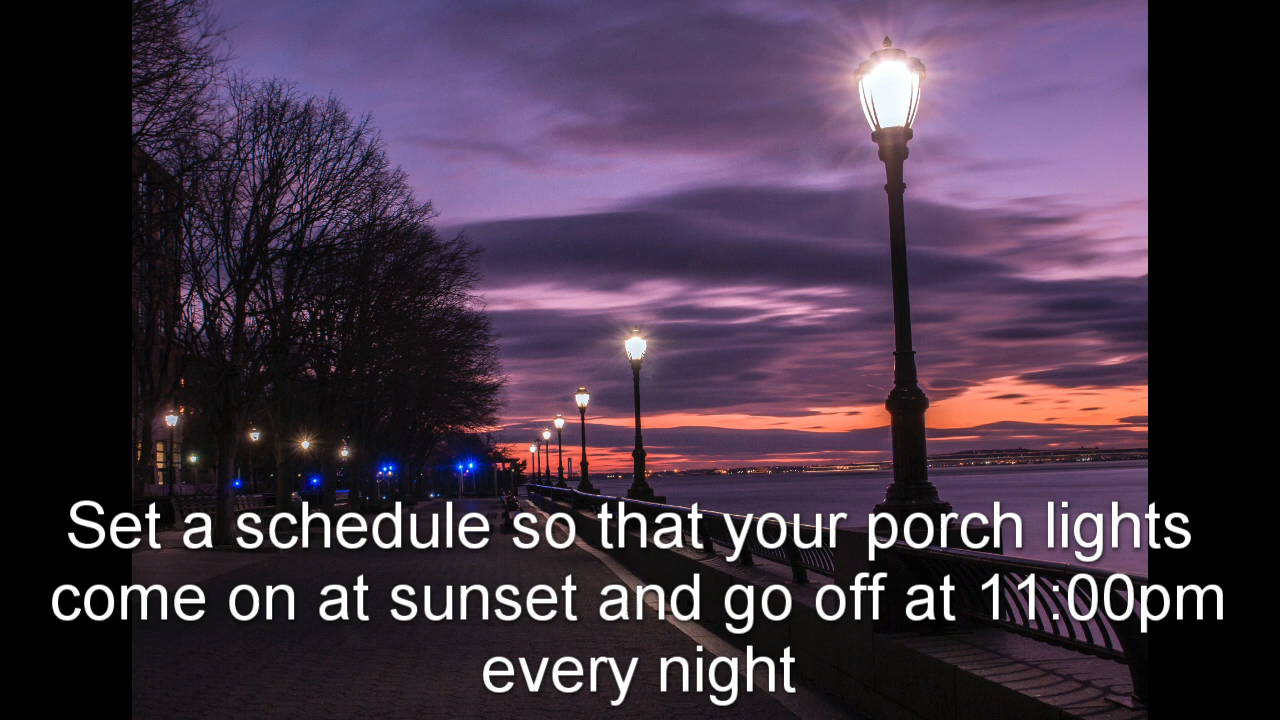 Set a schedule so that your porch lights
come on at sunset and go off at 11:00pm
every night